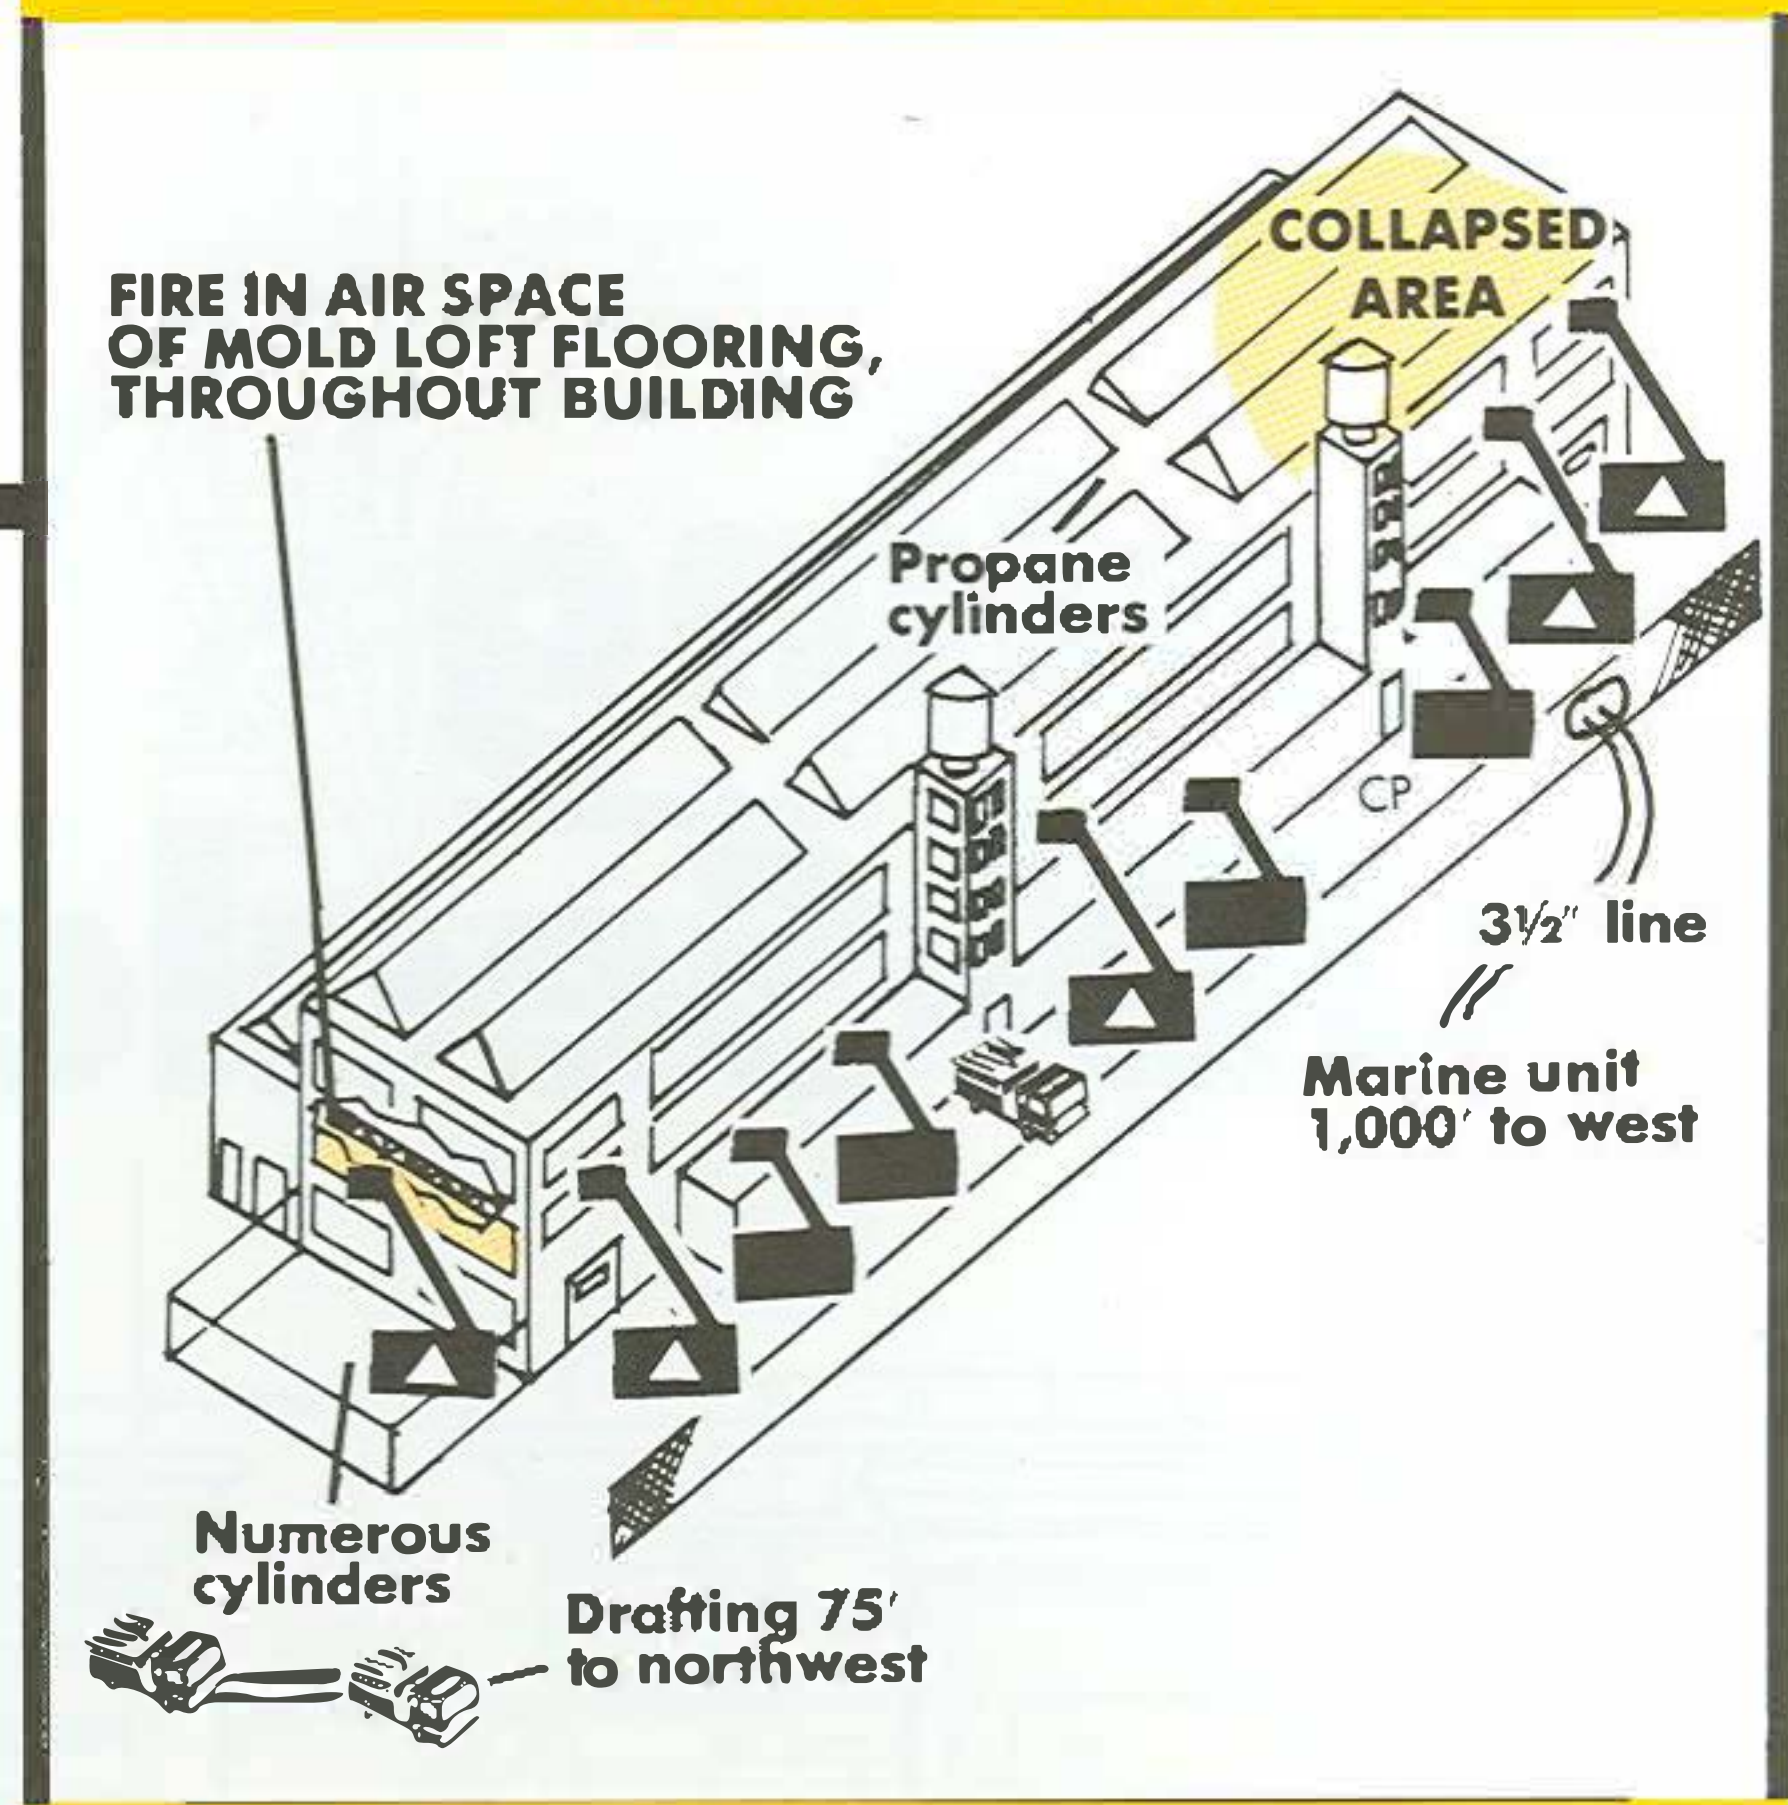 COLLAPSED
AREA
FIRE IN AIR SPACE
OF MOLD LOFT FLOORING,
THROUGHOUT BUILDING
Propane
cylinders
CP
3½" line
Marine unit
1,000' to west
Numerous
cylinders
Drafting 75'
to northwest